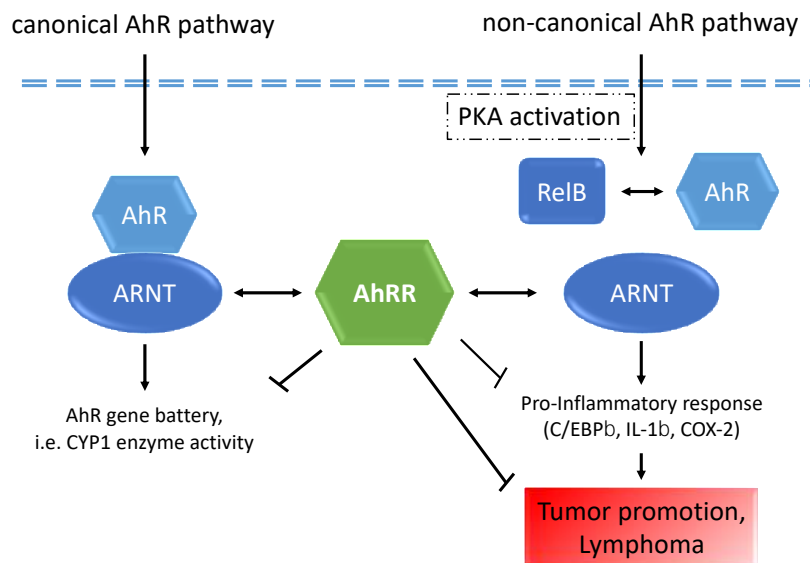 canonical AhR pathway
non-canonical AhR pathway
PKA activation
RelB
AhR
AhR
ARNT
AhRR
ARNT
AhR gene battery,
i.e. CYP1 enzyme activity
Pro-Inflammatory response
(C/EBPb, IL-1b, COX-2)
Tumor promotion,
Lymphoma